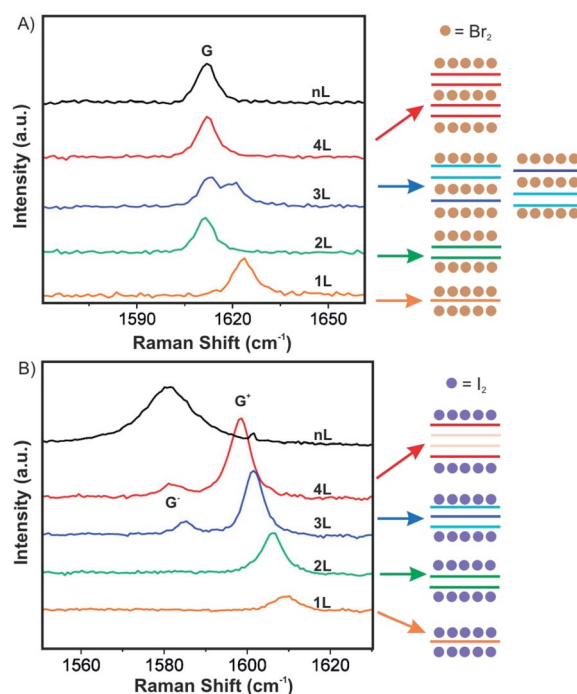 A)
= Br₂
G
nL
4L
3L
2L
1L
Intensity (a.u.)
1590 1620 1650
Raman Shift (cm⁻¹)
B)
= I₂
G⁺
nL
4L
G⁻
3L
2L
1L
Intensity (a.u.)
1560 1580 1600 1620
Raman Shift (cm⁻¹)